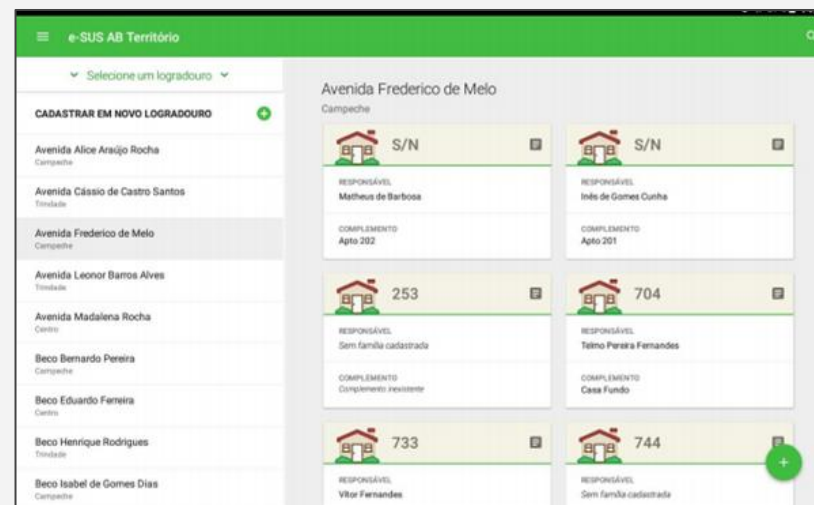 e-SUS AB Território
Selecione um logradouro
CADASTRAR EM NOVO LOGRADOURO
Avenida Alice Araújo Rocha
Campeche
Avenida Cássio de Castro Santos
Trindade
Avenida Frederico de Melo
Campeche
Avenida Leonor Barros Alves
Trindade
Avenida Madalena Rocha
Centro
Beco Bernardo Pereira
Campeche
Beco Eduardo Ferreira
Centro
Beco Henrique Rodrigues
Trindade
Beco Isabel de Gomes Dias
Campeche
Avenida Frederico de Melo
Campeche
S/N
RESPONSÁVEL
Matheus de Barbosa
COMPLEMENTO
Apto 202
S/N
RESPONSÁVEL
Inês de Gomes Cunha
COMPLEMENTO
Apto 201
253
RESPONSÁVEL
Sem família cadastrada
COMPLEMENTO
Complemento inexistente
704
RESPONSÁVEL
Telmo Pereira Fernandes
COMPLEMENTO
Casa Fundo
733
RESPONSÁVEL
Vitor Fernandes
744
RESPONSÁVEL
Sem família cadastrada